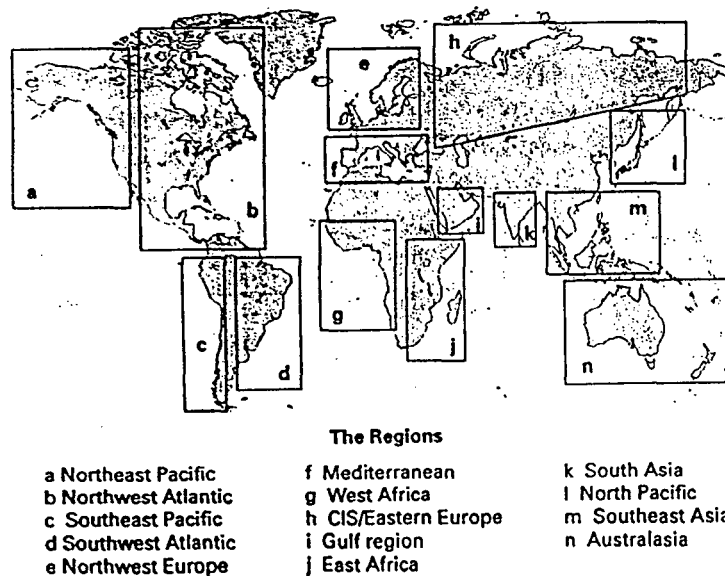 h
e
l
f
a
b
i
k
m
g
j
c
d
n
The Regions
a Northeast Pacific
b Northwest Atlantic
c Southeast Pacific
d Southwest Atlantic
e Northwest Europe
f Mediterranean
g West Africa
h CIS/Eastern Europe
i Gulf region
j East Africa
k South Asia
l North Pacific
m Southeast Asia
n Australasia